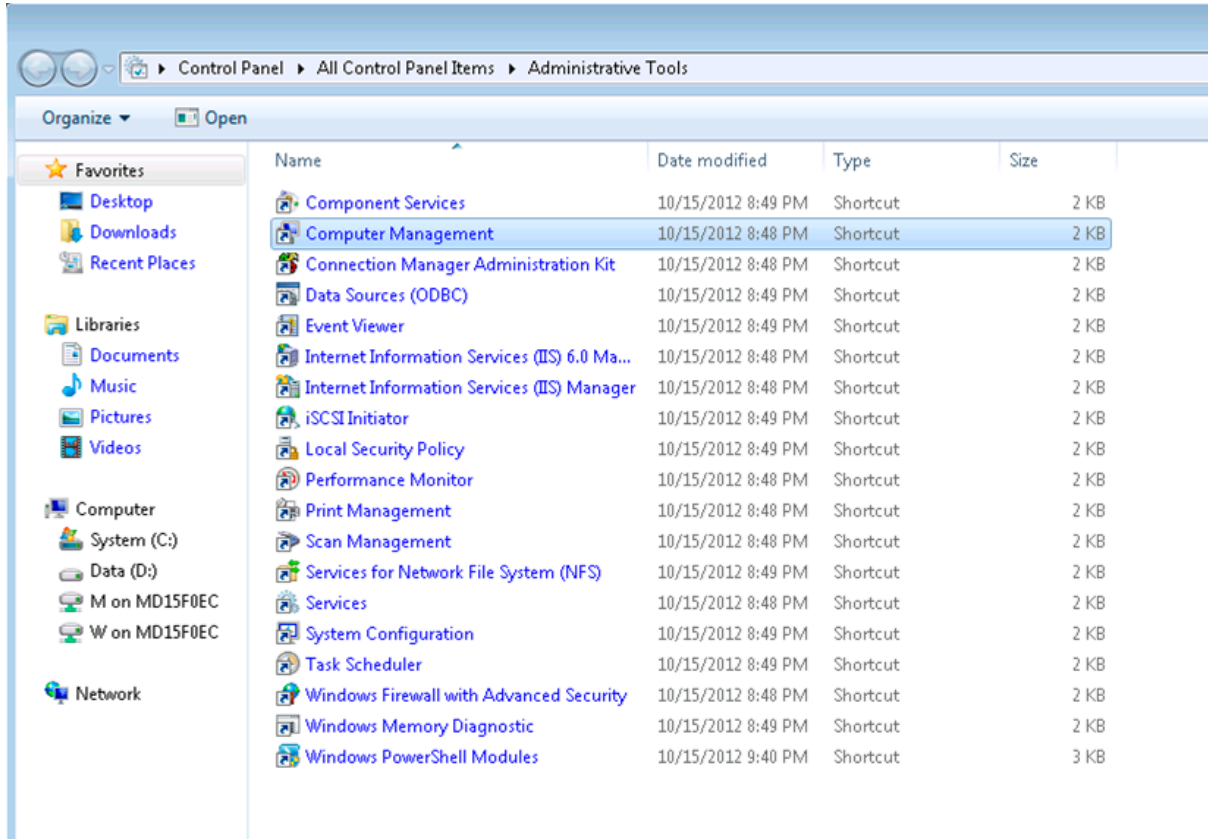 Control Panel ▸ All Control Panel Items ▸ Administrative Tools
Organize ▾ Open
Favorites
Desktop
Downloads
Recent Places
Libraries
Documents
Music
Pictures
Videos
Computer
System (C:)
Data (D:)
M on MD15F0EC
W on MD15F0EC
Network
Name Date modified Type Size
Component Services 10/15/2012 8:49 PM Shortcut 2 KB
Computer Management 10/15/2012 8:48 PM Shortcut 2 KB
Connection Manager Administration Kit 10/15/2012 8:48 PM Shortcut 2 KB
Data Sources (ODBC) 10/15/2012 8:49 PM Shortcut 2 KB
Event Viewer 10/15/2012 8:49 PM Shortcut 2 KB
Internet Information Services (IIS) 6.0 Ma... 10/15/2012 8:48 PM Shortcut 2 KB
Internet Information Services (IIS) Manager 10/15/2012 8:48 PM Shortcut 2 KB
iSCSI Initiator 10/15/2012 8:49 PM Shortcut 2 KB
Local Security Policy 10/15/2012 8:49 PM Shortcut 2 KB
Performance Monitor 10/15/2012 8:49 PM Shortcut 2 KB
Print Management 10/15/2012 8:48 PM Shortcut 2 KB
Scan Management 10/15/2012 8:48 PM Shortcut 2 KB
Services for Network File System (NFS) 10/15/2012 8:49 PM Shortcut 2 KB
Services 10/15/2012 8:48 PM Shortcut 2 KB
System Configuration 10/15/2012 8:49 PM Shortcut 2 KB
Task Scheduler 10/15/2012 8:49 PM Shortcut 2 KB
Windows Firewall with Advanced Security 10/15/2012 8:48 PM Shortcut 2 KB
Windows Memory Diagnostic 10/15/2012 8:49 PM Shortcut 2 KB
Windows PowerShell Modules 10/15/2012 9:40 PM Shortcut 3 KB